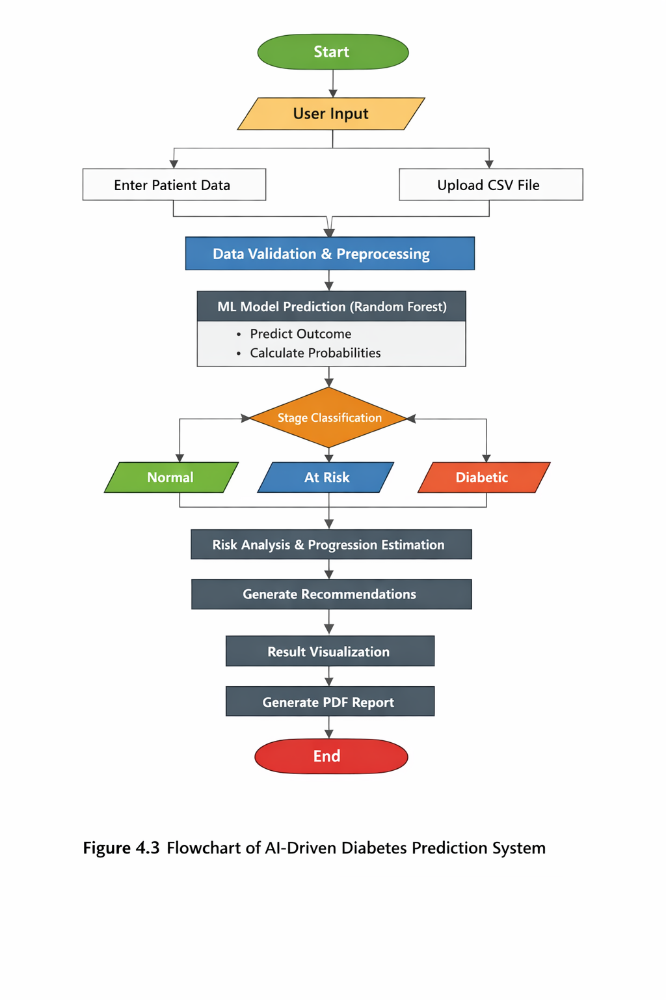 Start
User Input
Enter Patient Data
Upload CSV File
Data Validation & Preprocessing
ML Model Prediction (Random Forest)
• Predict Outcome
• Calculate Probabilities
Stage Classification
Normal
At Risk
Diabetic
Risk Analysis & Progression Estimation
Generate Recommendations
Result Visualization
Generate PDF Report
End
Figure 4.3 Flowchart of AI-Driven Diabetes Prediction System